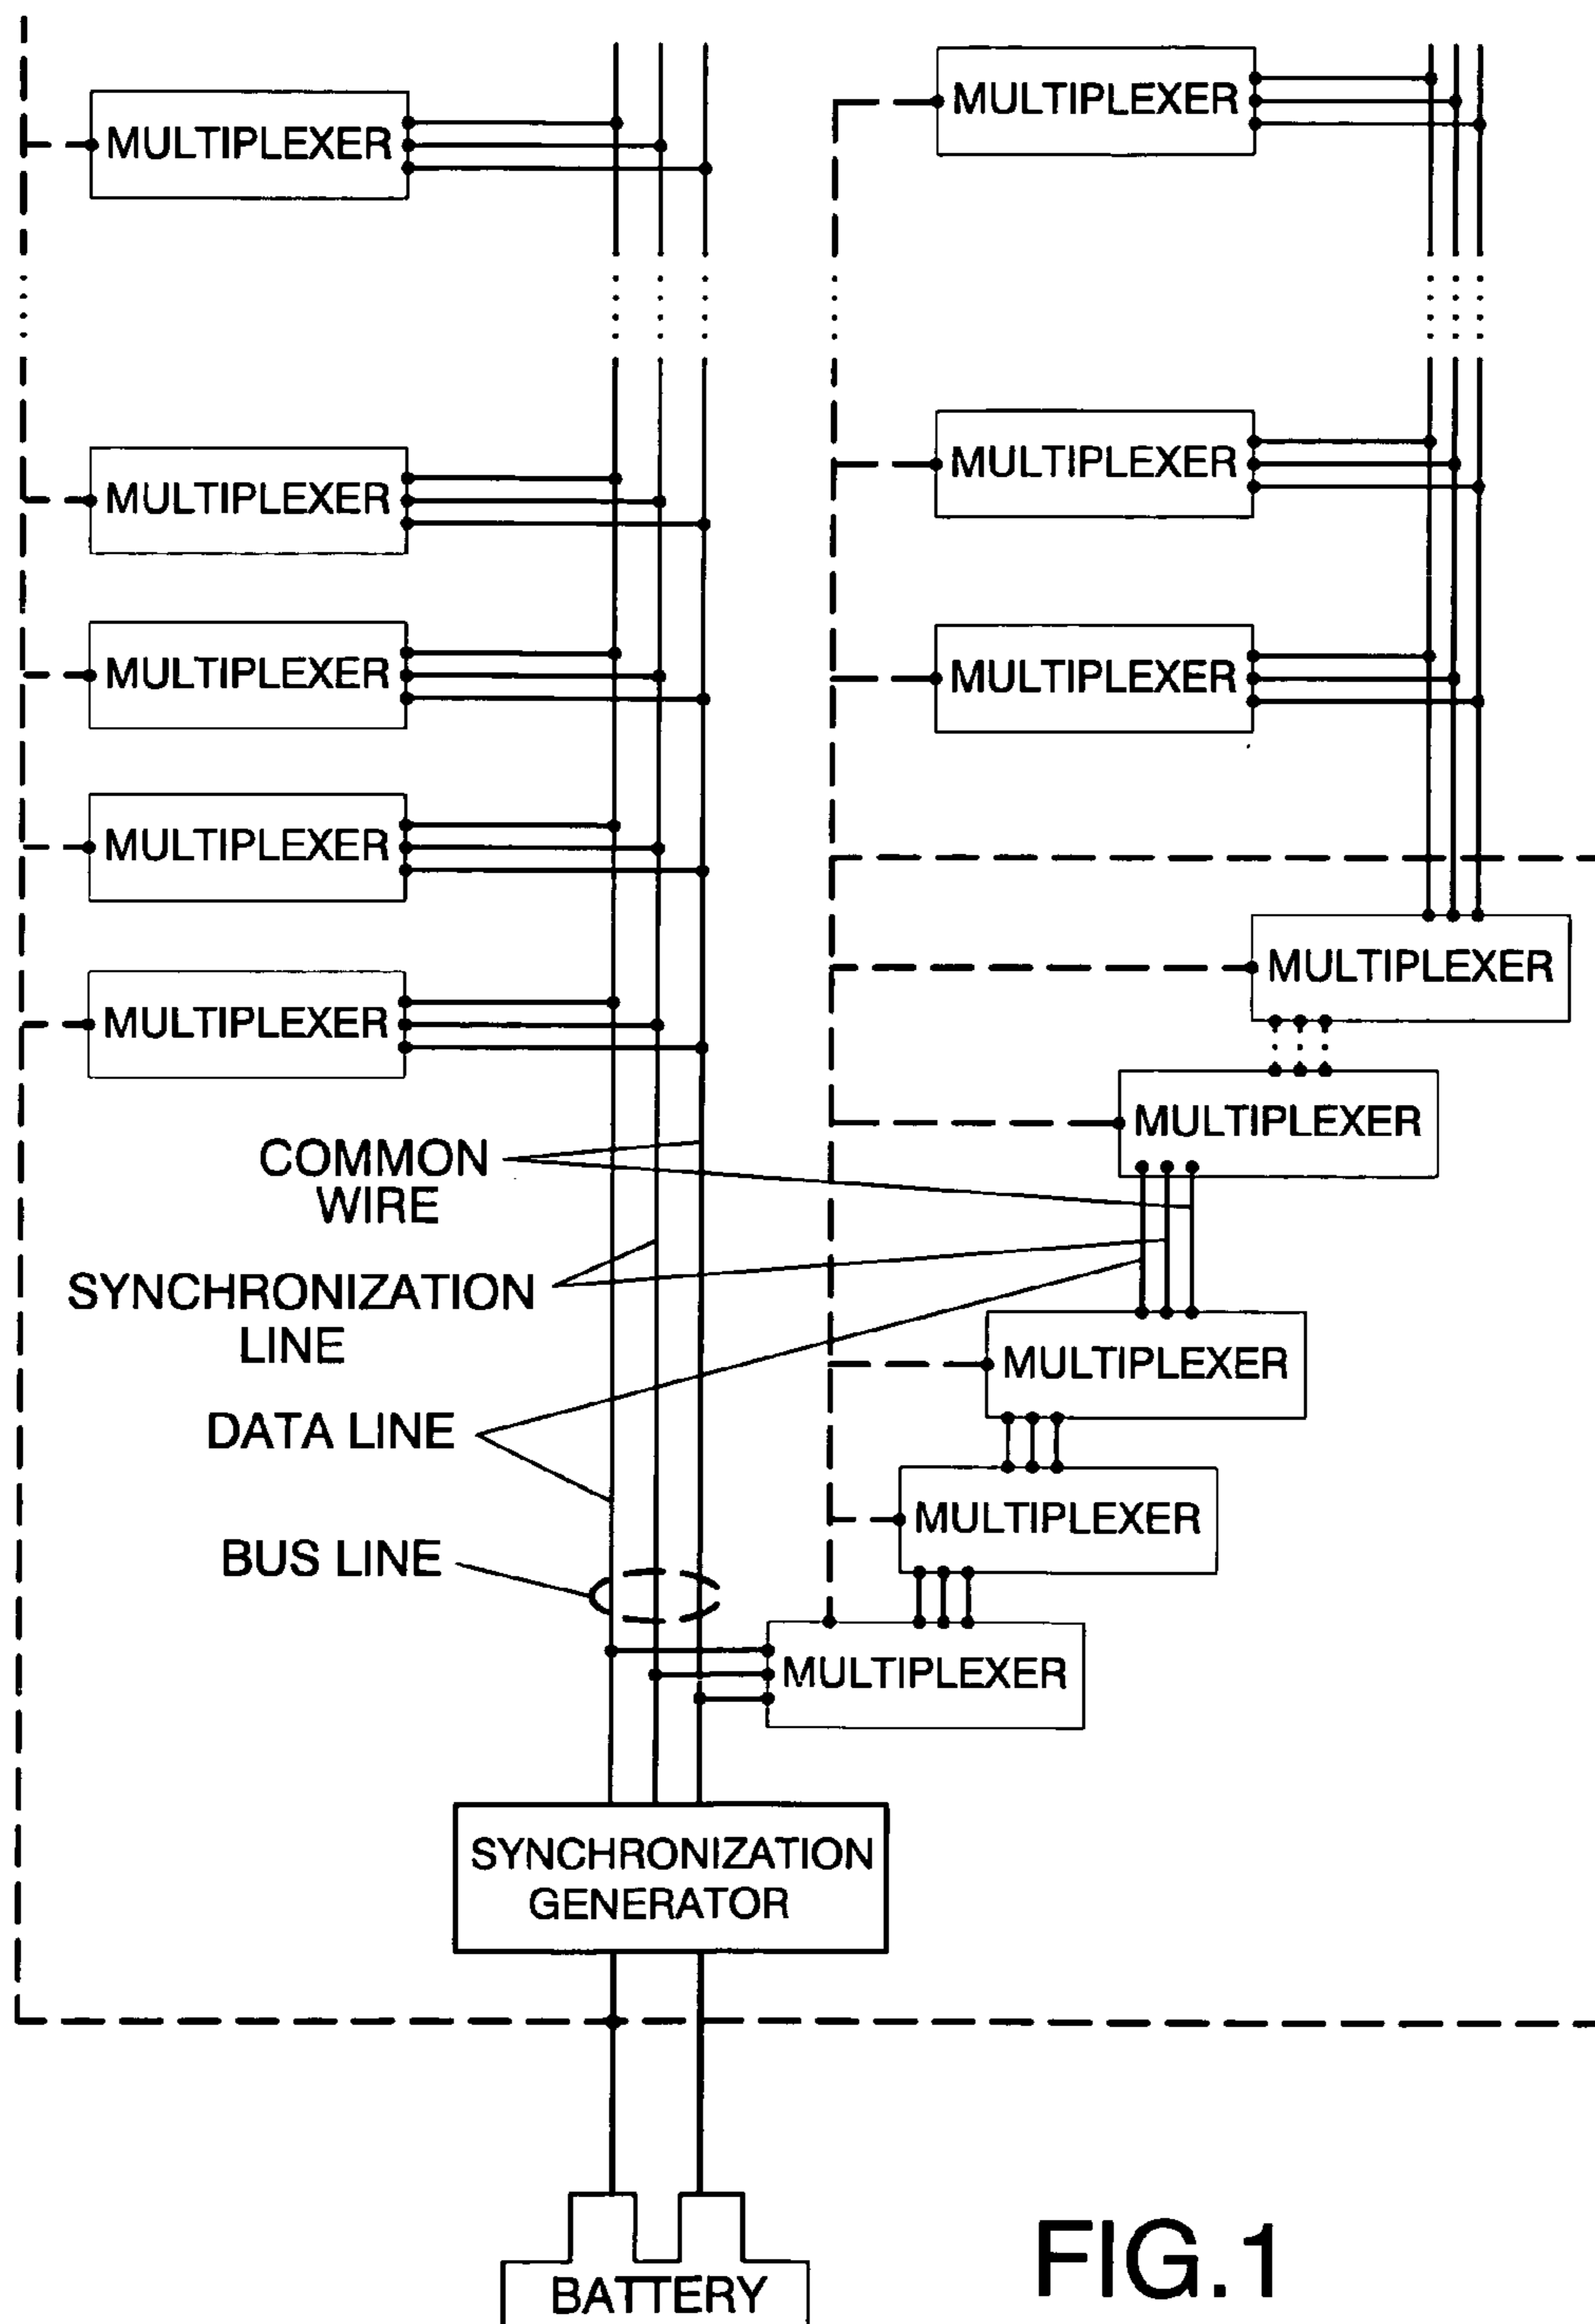 MULTIPLEXER
MULTIPLEXER
MULTIPLEXER
MULTIPLEXER
MULTIPLEXER
MULTIPLEXER
MULTIPLEXER
MULTIPLEXER
MULTIPLEXER
MULTIPLEXER
COMMON
WIRE
SYNCHRONIZATION
LINE
MULTIPLEXER
DATA LINE
MULTIPLEXER
BUS LINE
MULTIPLEXER
SYNCHRONIZATION
GENERATOR
BATTERY
FIG.1